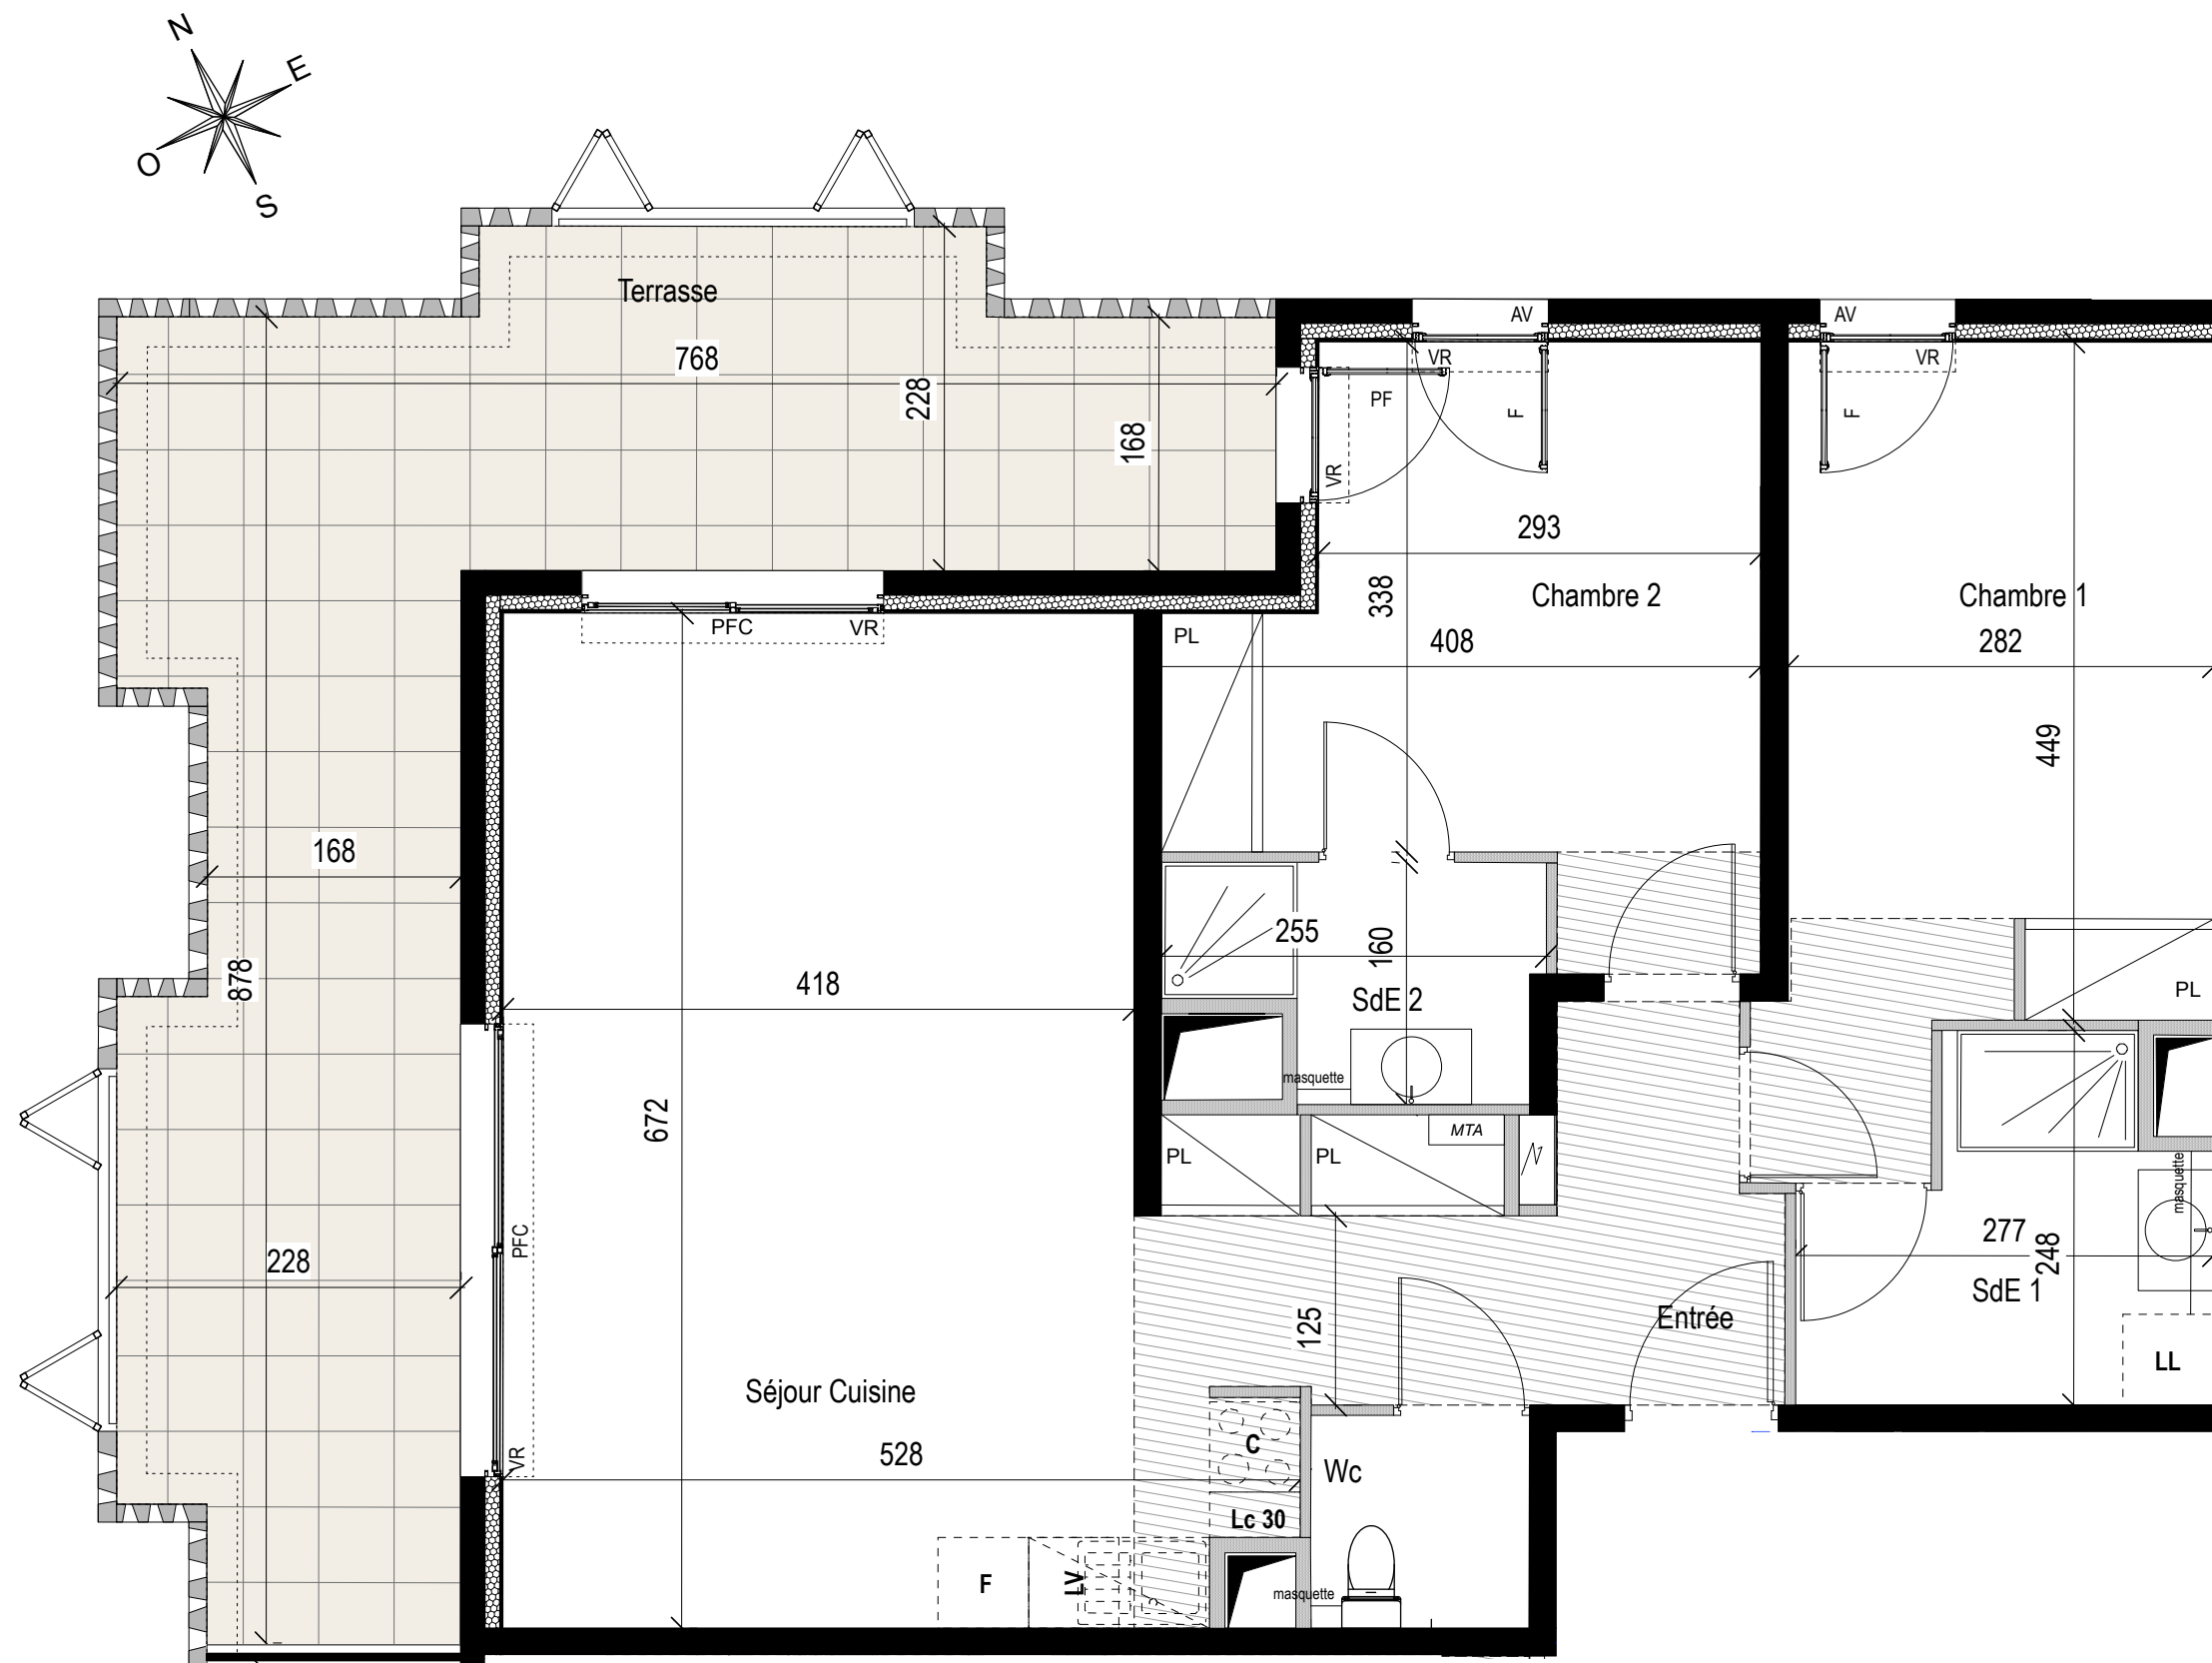 N
E
O
S
Terrasse
768
228
168
AV
VR
PF
F
VR
AV
VR
F
293
338
Chambre 2
Chambre 1
408
282
PFC
VR
PL
449
168
878
418
255
160
SdE 2
PL
672
masquette
MTA
PL
PL
masquette
PFC
228
277
248
SdE 1
125
Entrée
LL
Séjour Cuisine
528
VR
C
Wc
Lc 30
F
LV
masquette